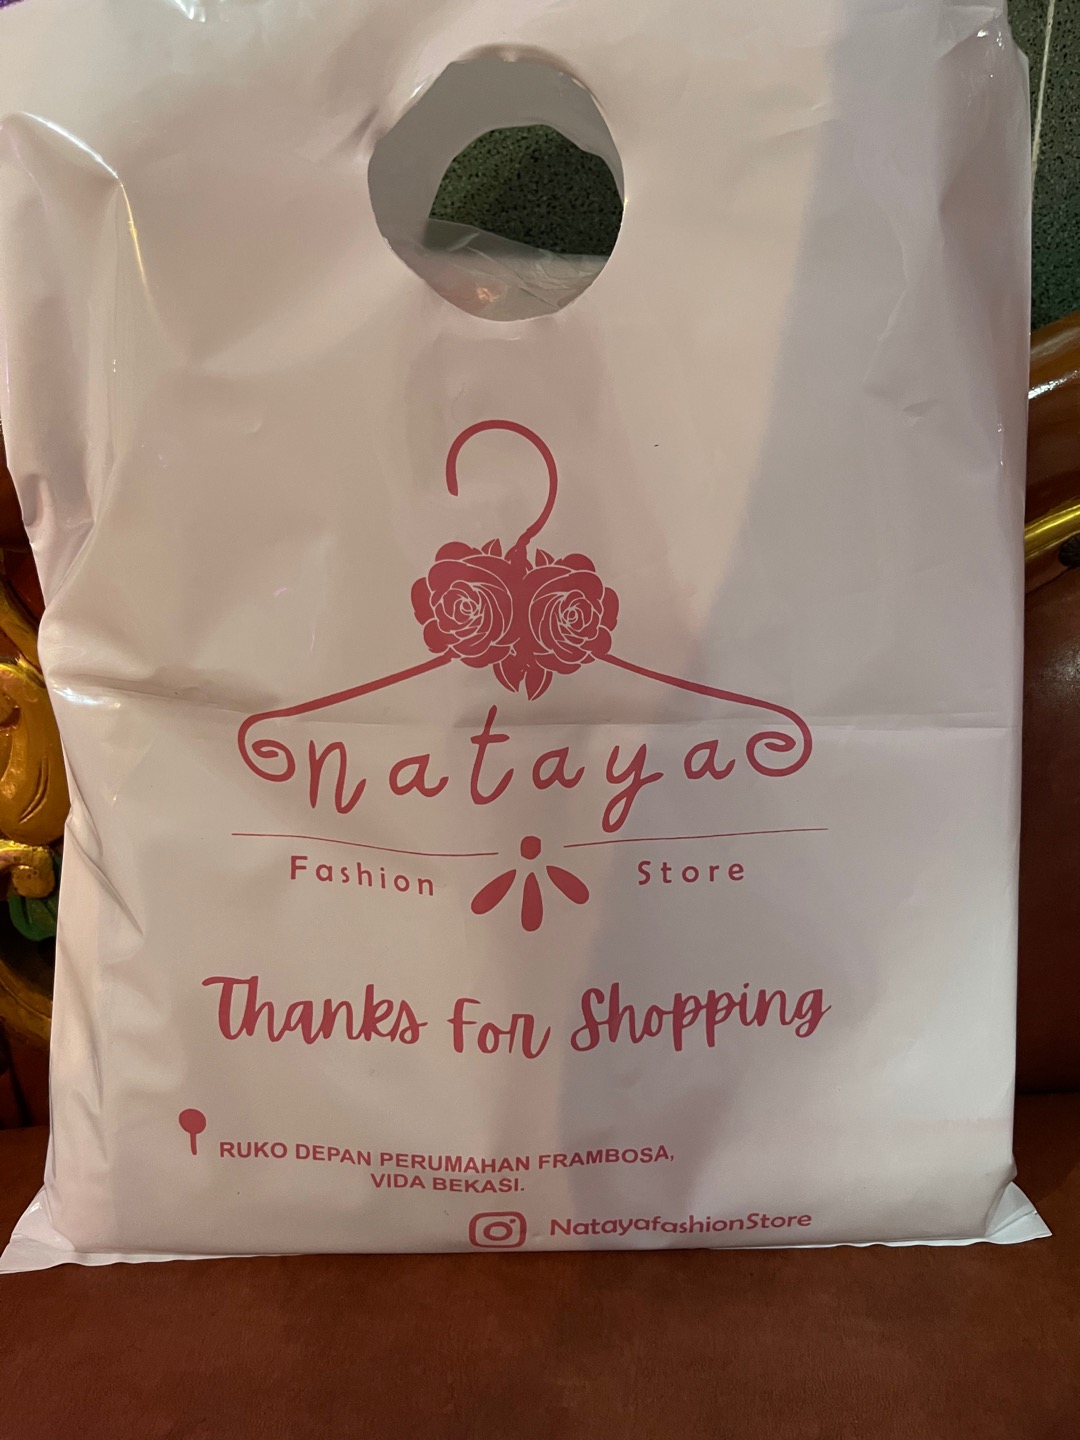 nataya
Fashion Store
Thanks For Shopping
RUKO DEPAN PERUMAHAN FRAMBOSA,
VIDA BEKASI.
NatayafashionStore